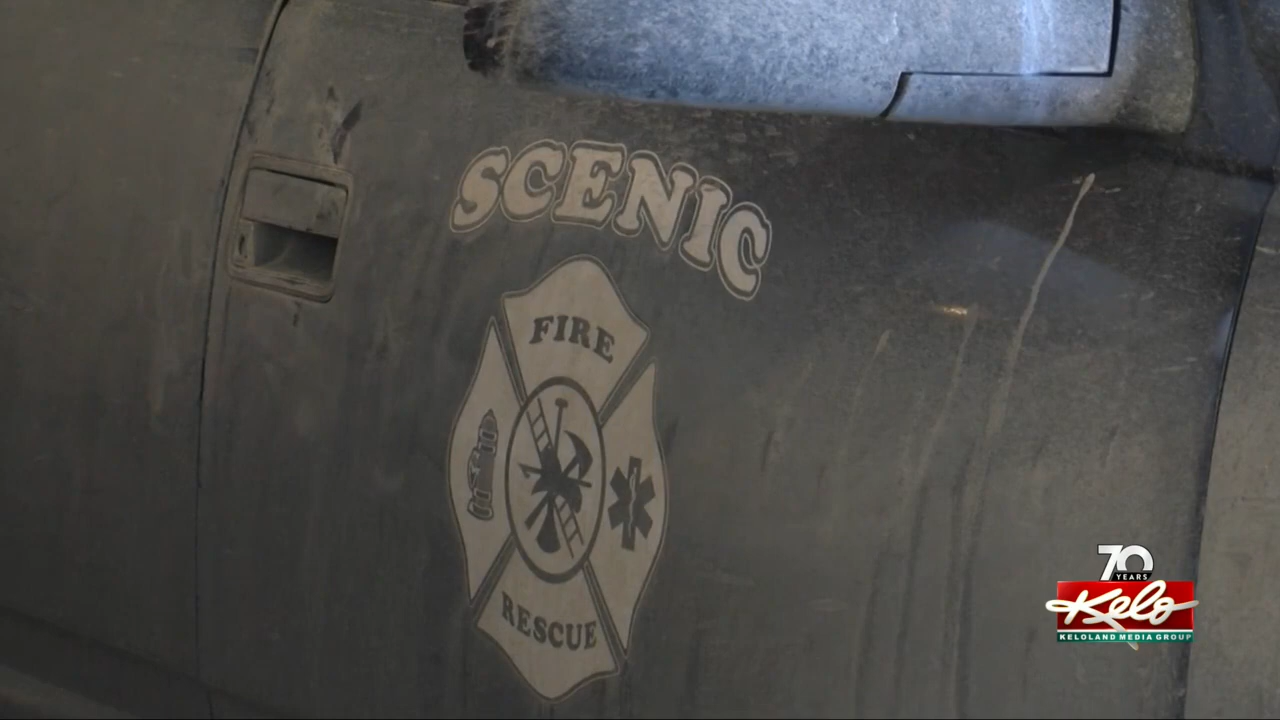 SCENIC
FIRE
RESCUE
70
YEARS
Kelo
KELOLAND MEDIA GROUP